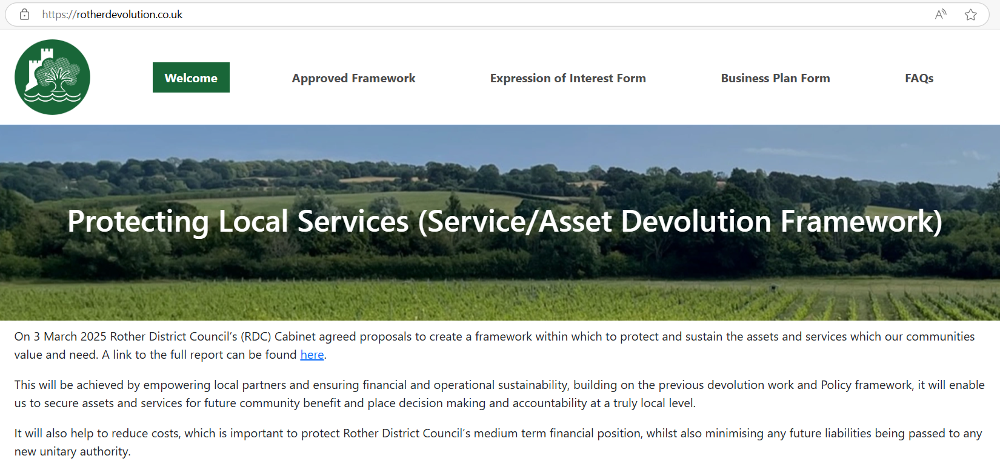 https://rotherdevolution.co.uk
Welcome
Approved Framework
Expression of Interest Form
Business Plan Form
FAQs
Protecting Local Services (Service/Asset Devolution Framework)
On 3 March 2025 Rother District Council’s (RDC) Cabinet agreed proposals to create a framework within which to protect and sustain the assets and services which our communities
value and need. A link to the full report can be found here.
This will be achieved by empowering local partners and ensuring financial and operational sustainability, building on the previous devolution work and Policy framework, it will enable
us to secure assets and services for future community benefit and place decision making and accountability at a truly local level.
It will also help to reduce costs, which is important to protect Rother District Council’s medium term financial position, whilst also minimising any future liabilities being passed to any
new unitary authority.